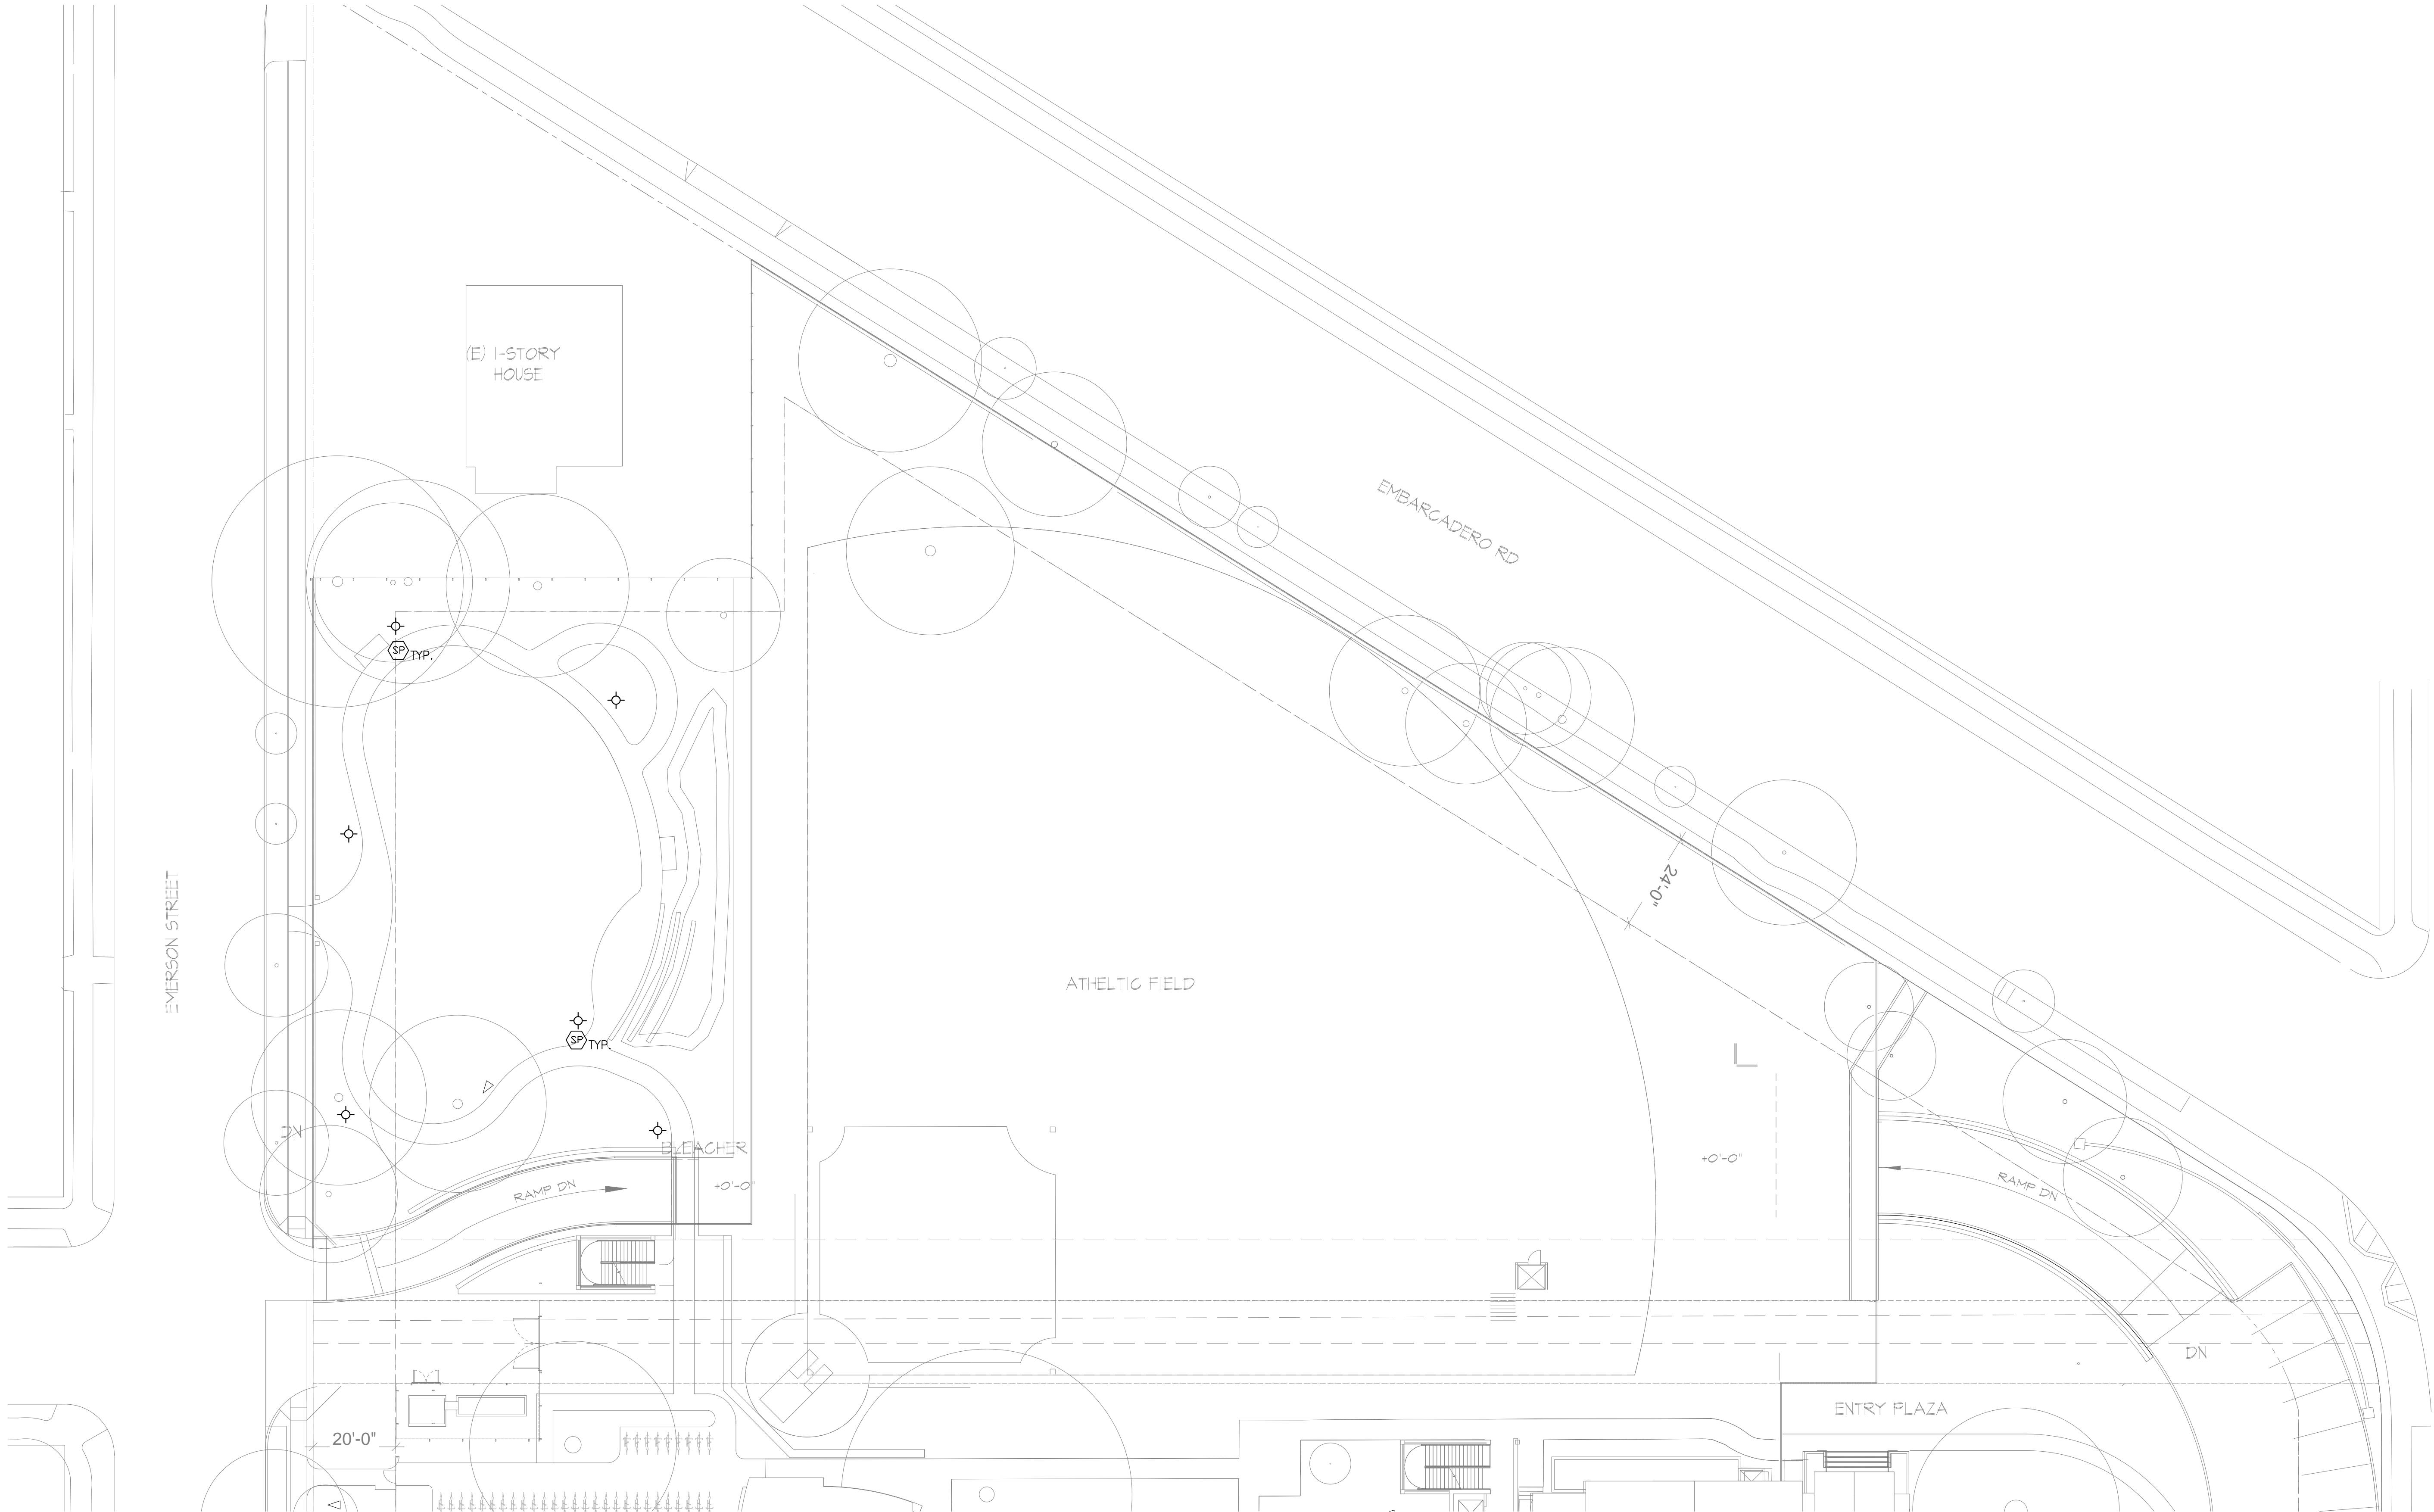 (E) 1-STORY
HOUSE
EMBARCADERO RD
SP TYP.
24'-0"
EMERSON STREET
ATHELTIC FIELD
SP TYP.
DN
BLEACHER
+0'-0"
+0'-0"
RAMP DN
RAMP DN
DN
ENTRY PLAZA
20'-0"